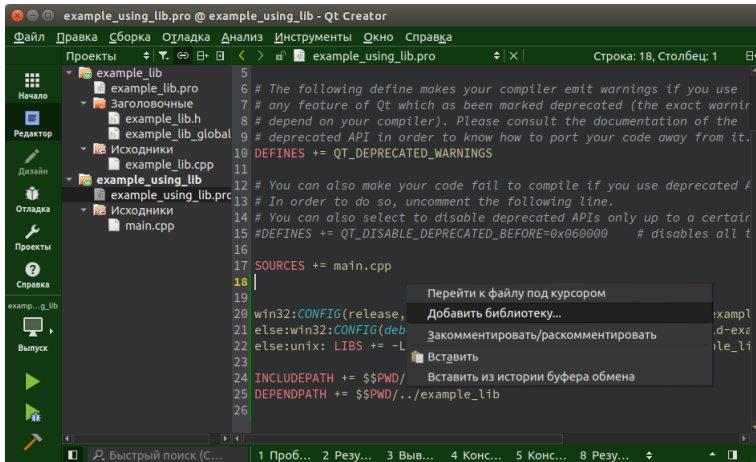 example_using_lib.pro @ example_using_lib - Qt Creator
Файл Правка Сборка Отладка Анализ Инструменты Окно Справка
Проекты
example_using_lib.pro
Строка: 18, Столбец: 1
Начало
Редактор
Дизайн
Отладка
Проекты
Справка
examp...g_lib
Выпуск
example_lib
example_lib.pro
Заголовочные
example_lib.h
example_lib_global
Исходники
example_lib.cpp
example_using_lib
example_using_lib.pro
Исходники
main.cpp
5
6 # The following define makes your compiler emit warnings if you use
7 # any feature of Qt which as been marked deprecated (the exact warnin
8 # depend on your compiler). Please consult the documentation of the
9 # deprecated API in order to know how to port your code away from it.
10 DEFINES += QT_DEPRECATED_WARNINGS
11
12 # You can also make your code fail to compile if you use deprecated A
13 # In order to do so, uncomment the following line.
14 # You can also select to disable deprecated APIs only up to a certain
15 #DEFINES += QT_DISABLE_DEPRECATED_BEFORE=0x060000 # disables all t
16
17 SOURCES += main.cpp
18
19
20 win32:CONFIG(release, exampl
21 else:win32:CONFIG(deb ld-exa
22 else:unix: LIBS += -L ple_li
23
24 INCLUDEPATH += $$PWD/
25 DEPENDPATH += $$PWD/../example_lib
26
Перейти к файлу под курсором
Добавить библиотеку...
Закомментировать/раскомментировать
Вставить
Вставить из истории буфера обмена
Быстрый поиск (С...
1 Проб... 2 Резу... 3 Выв... 4 Конс... 5 Конс... 8 Резу...